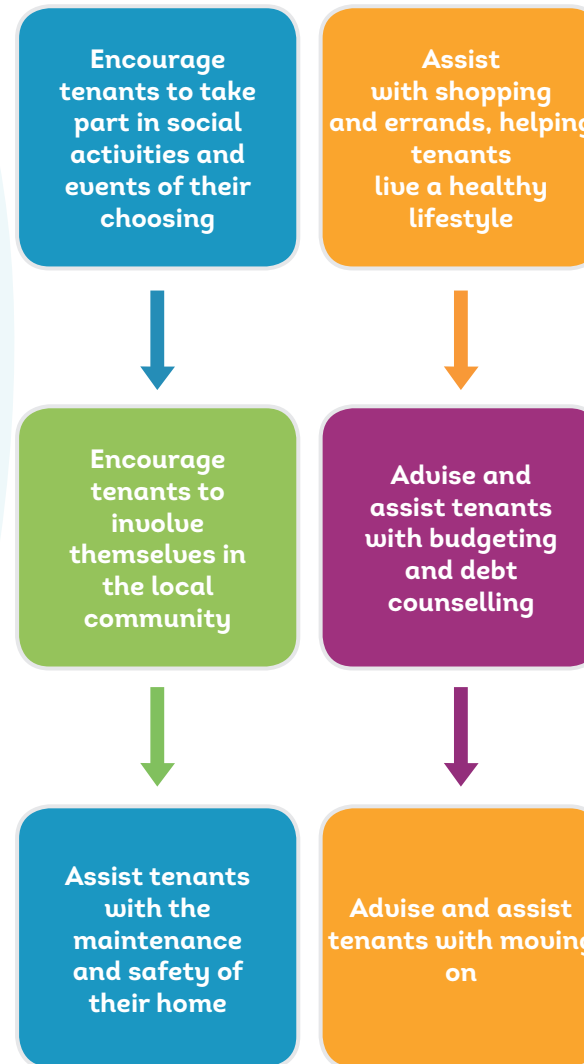 Encourage
tenants to take
part in social
activities and
events of their
choosing
Assist
with shopping
and errands, helping
tenants
live a healthy
lifestyle
Encourage
tenants to
involve
themselves in
the local
community
Advise and
assist tenants
with budgeting
and debt
counselling
Assist tenants
with the
maintenance
and safety of
their home
Advise and assist
tenants with moving
on